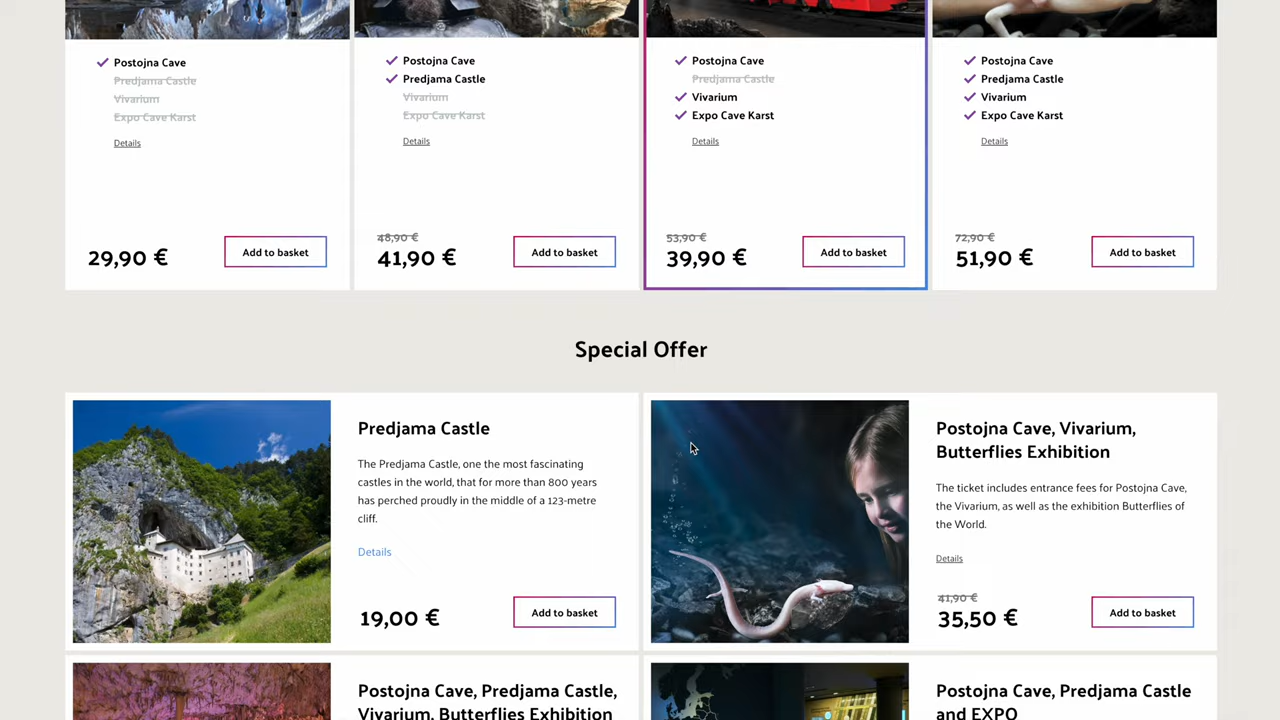 Postojna Cave
Predjama Castle
Vivarium
Expo Cave Karst
Details
29,90 €
Add to basket
Postojna Cave
Predjama Castle
Vivarium
Expo Cave Karst
Details
48,90 €
41,90 €
Add to basket
Postojna Cave
Predjama Castle
Vivarium
Expo Cave Karst
Details
53,90 €
39,90 €
Add to basket
Postojna Cave
Predjama Castle
Vivarium
Expo Cave Karst
Details
72,90 €
51,90 €
Add to basket
Special Offer
Predjama Castle
The Predjama Castle, one the most fascinating
castles in the world, that for more than 800 years
has perched proudly in the middle of a 123-metre
cliff.
Details
19,00 €
Add to basket
Postojna Cave, Vivarium,
Butterflies Exhibition
The ticket includes entrance fees for Postojna Cave,
the Vivarium, as well as the exhibition Butterflies of
the World.
Details
41,90 €
35,50 €
Add to basket
Postojna Cave, Predjama Castle,
Vivarium, Butterflies Exhibition
Postojna Cave, Predjama Castle
and EXPO